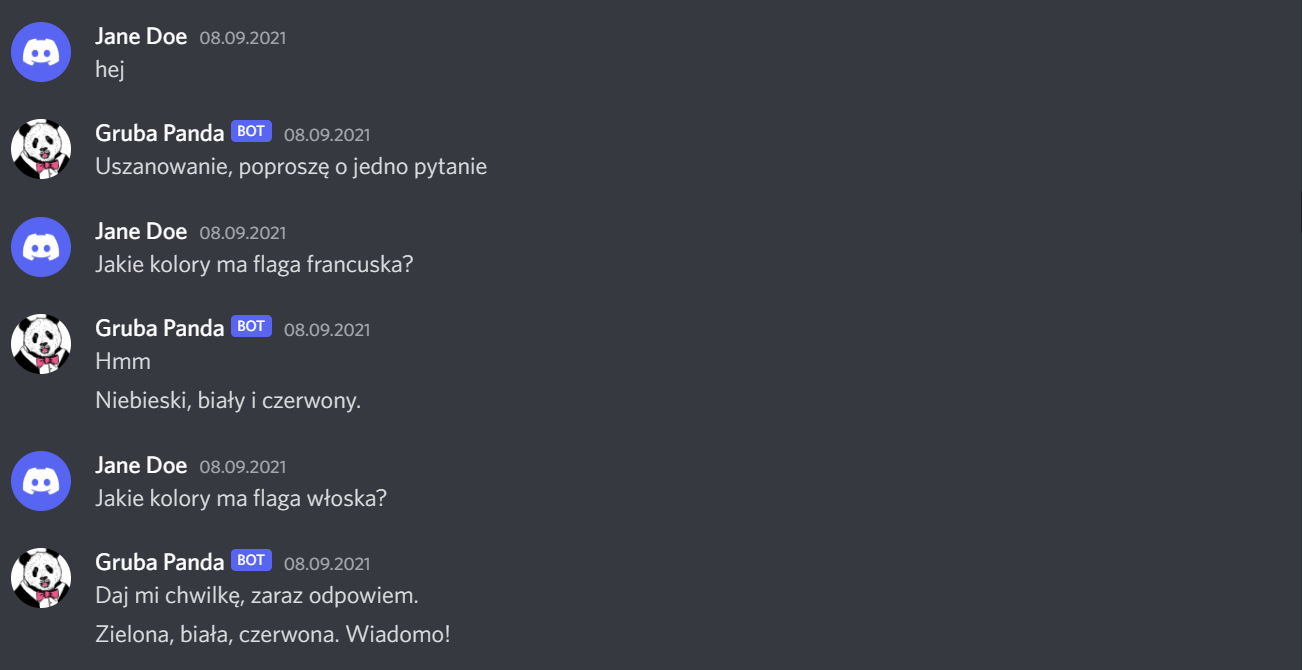 Jane Doe 08.09.2021
hej
Gruba Panda BOT 08.09.2021
Uszanowanie, poproszę o jedno pytanie
Jane Doe 08.09.2021
Jakie kolory ma flaga francuska?
Gruba Panda BOT 08.09.2021
Hmm
Niebieski, biały i czerwony.
Jane Doe 08.09.2021
Jakie kolory ma flaga włoska?
Gruba Panda BOT 08.09.2021
Daj mi chwilkę, zaraz odpowiem.
Zielona, biała, czerwona. Wiadomo!